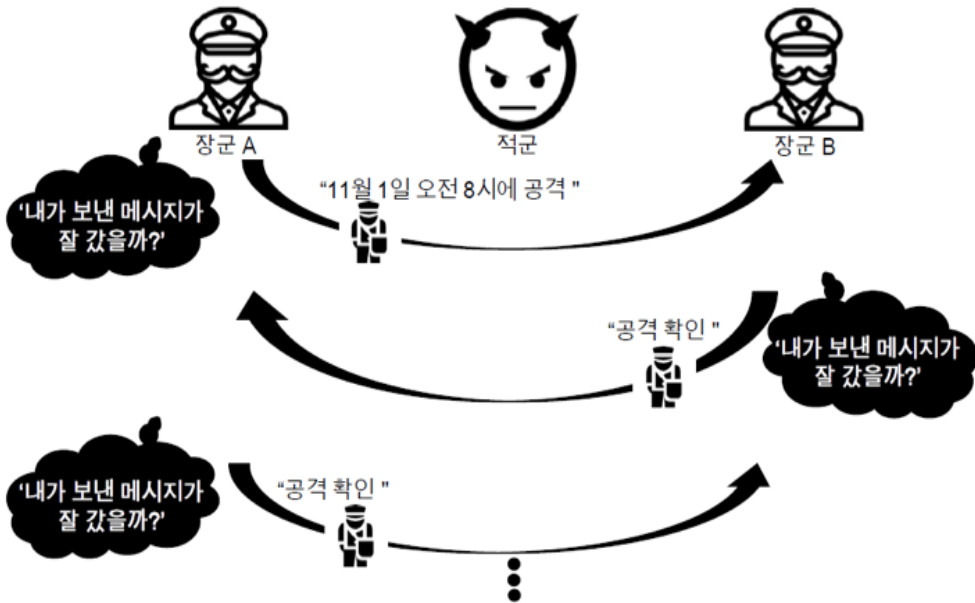 장군 A
적군
장군 B
“11월 1일 오전 8시에 공격 "
‘내가 보낸 메시지가
잘 갔을까?’
“공격 확인 "
‘내가 보낸 메시지가
잘 갔을까?’
‘내가 보낸 메시지가
잘 갔을까?’
“공격 확인 "